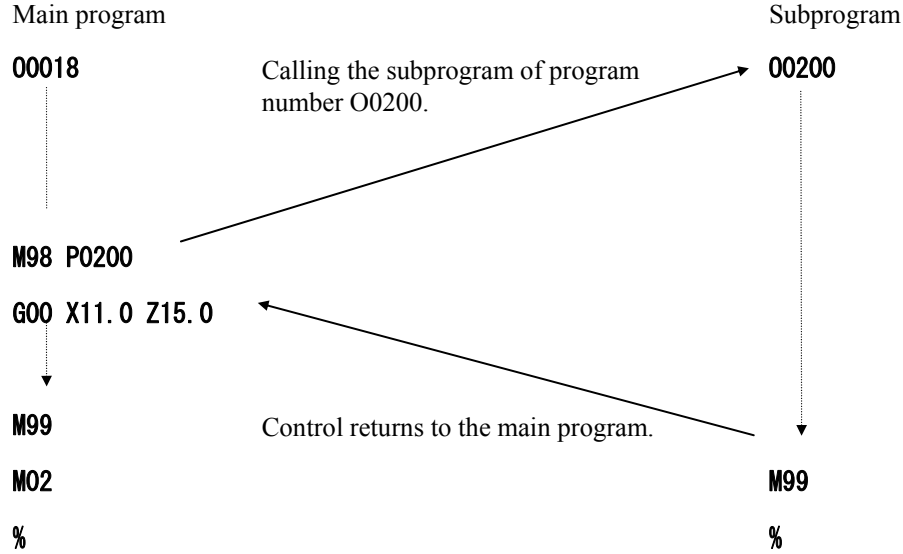 Main program
O0018
M98 P0200
G00 X11.0 Z15.0
M99
M02
%
Calling the subprogram of program
number O0200.
Control returns to the main program.
Subprogram
O0200
M99
%